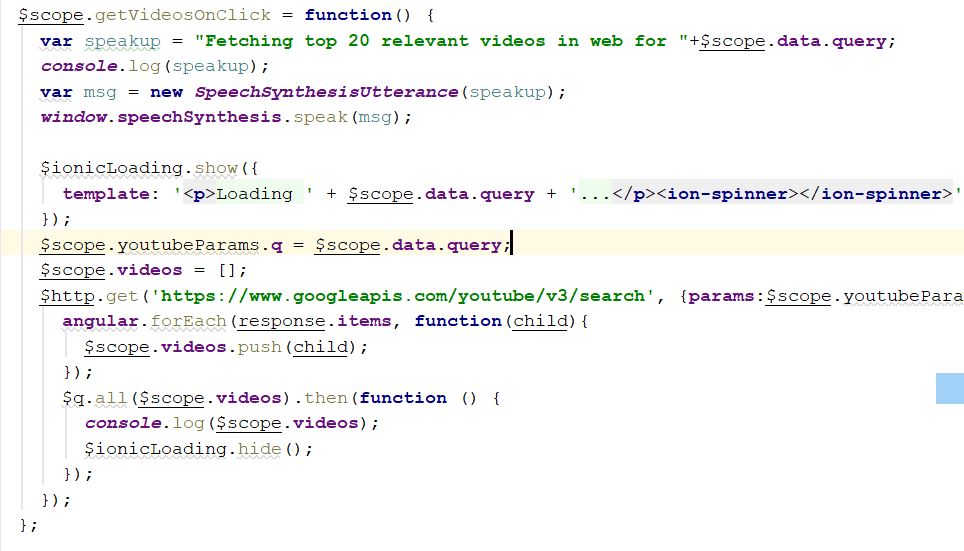 $scope.getVideosOnClick = function() {
var speakup = "Fetching top 20 relevant videos in web for "+$scope.data.query;
console.log(speakup);
var msg = new SpeechSynthesisUtterance(speakup);
window.speechSynthesis.speak(msg);
$ionicLoading.show({
template: '<p>Loading ' + $scope.data.query + '...</p><ion-spinner></ion-spinner>'
});
$scope.youtubeParams.q = $scope.data.query;
$scope.videos = [];
$http.get('https://www.googleapis.com/youtube/v3/search', {params:$scope.youtubePara
angular.forEach(response.items, function(child){
$scope.videos.push(child);
});
$q.all($scope.videos).then(function () {
console.log($scope.videos);
$ionicLoading.hide();
});
});
};